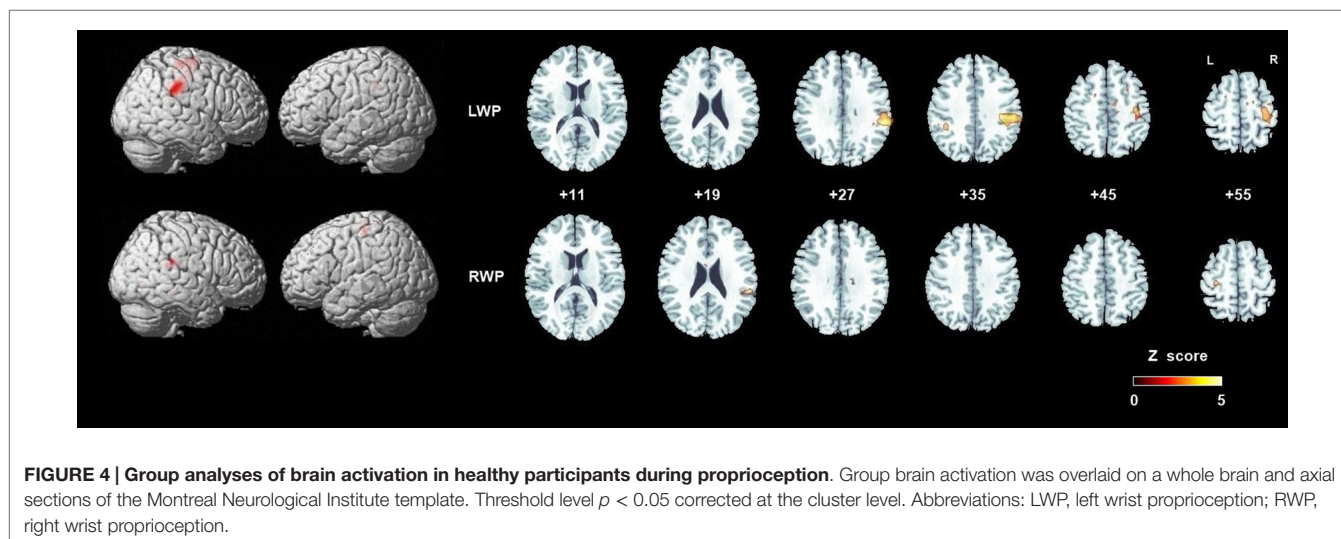 L R
LWP
+11 +19 +27 +35 +45 +55
RWP
Z score
0 5
FIGURE 4 | Group analyses of brain activation in healthy participants during proprioception. Group brain activation was overlaid on a whole brain and axial
sections of the Montreal Neurological Institute template. Threshold level p < 0.05 corrected at the cluster level. Abbreviations: LWP, left wrist proprioception; RWP,
right wrist proprioception.